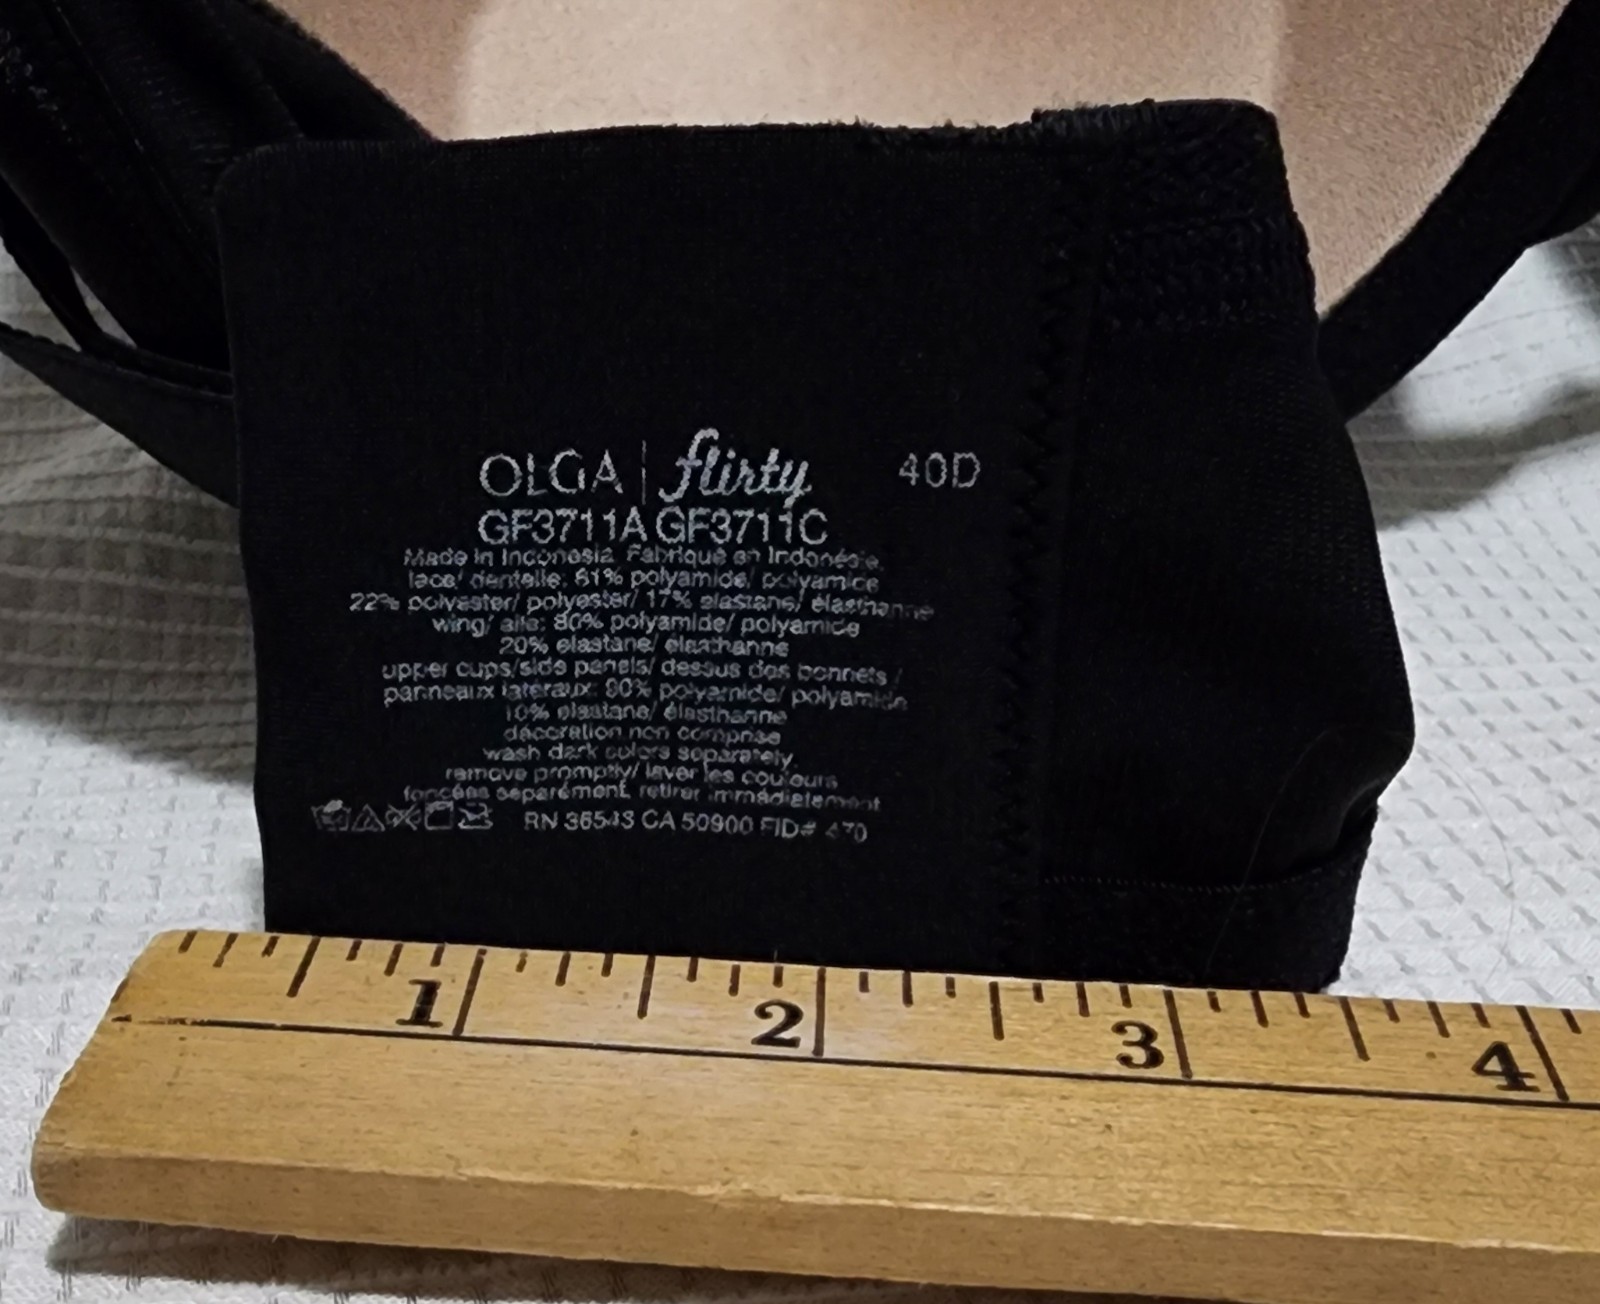 OLGA | flirty 40D
GF3711A GF3711C
Made in Indonesia. Fabriqué en Indonésie.
lace/ dentelle: 61% polyamide/ polyamide
22% polyester/ polyester/ 17% elastane/ élasthanne
wing/ aile: 80% polyamide/ polyamide
20% elastane/ élasthanne
upper cups/side panels/ dessus des bonnets /
panneaux lateraux: 90% polyamide/ polyamide
10% elastane/ élasthanne
décoration non comprise
wash dark colors separately,
remove promptly/ laver les couleurs
foncées séparément, retirer immédiatement
RN 36543 CA 50900 FID# 470
1 2 3 4